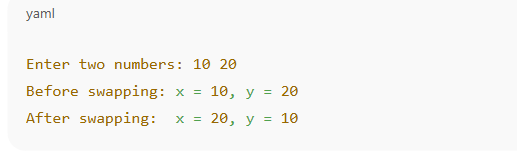 yaml
Enter two numbers: 10 20
Before swapping: x = 10, y = 20
After swapping:  x = 20, y = 10